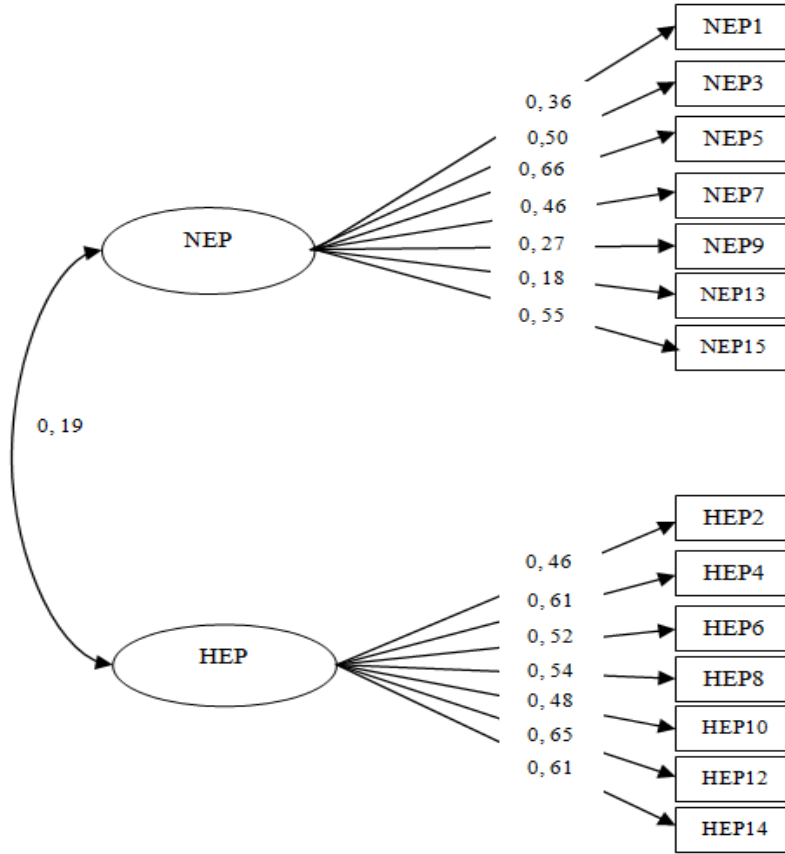 NEP1
NEP3
0, 36
0,50
NEP5
0, 66
NEP7
0, 46
NEP
0, 27
NEP9
0, 18
NEP13
0, 55
NEP15
0, 19
HEP2
0, 46
HEP4
0, 61
HEP6
0, 52
HEP
0, 54
HEP8
0, 48
HEP10
0, 65
0, 61
HEP12
HEP14